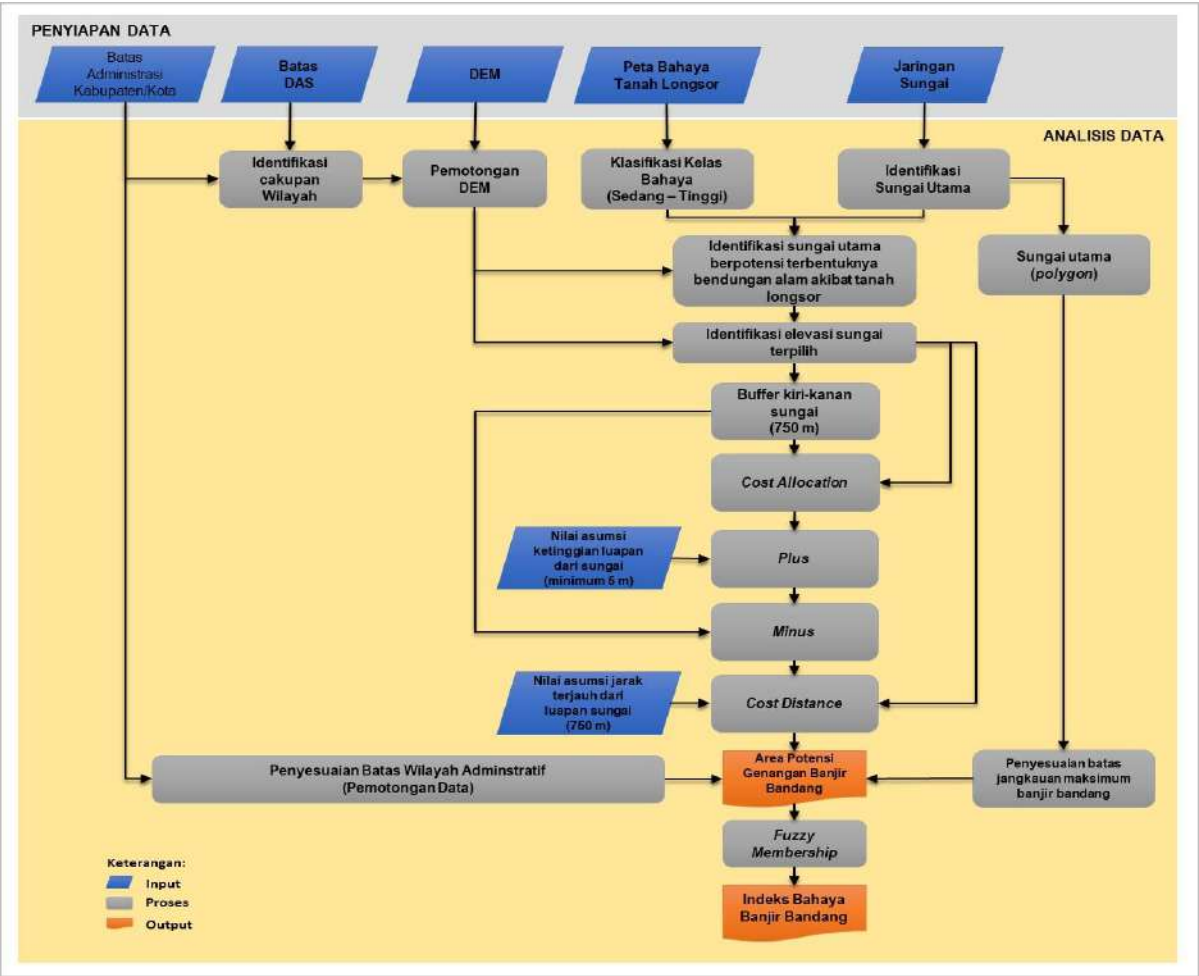 PENYIAPAN DATA
Batas
Administrasi
Kabupaten/Kota
Batas
DAS
DEM
Peta Bahaya
Tanah Longsor
Jaringan
Sungai
ANALISIS DATA
Identifikasi
cakupan
Wilayah
Pemotongan
DEM
Klasifikasi Kelas
Bahaya
(Sedang – Tinggi)
Identifikasi
Sungai Utama
Identifikasi sungai utama
berpotensi terbentuknya
bendungan alam akibat tanah
longsor
Sungai utama
(polygon)
Identifikasi elevasi sungai
terpilih
Buffer kiri-kanan
sungai
(750 m)
Cost Allocation
Nilai asumsi
ketinggian luapan
dari sungai
(minimum 5 m)
Plus
Minus
Nilai asumsi jarak
terjauh dari
luapan sungai
(750 m)
Cost Distance
Penyesuaian Batas Wilayah Adminstratif
(Pemotongan Data)
Area Potensi
Genangan Banjir
Bandang
Penyesuaian batas
jangkauan maksimum
banjir bandang
Fuzzy
Membership
Indeks Bahaya
Banjir Bandang
Keterangan:
Input
Proses
Output